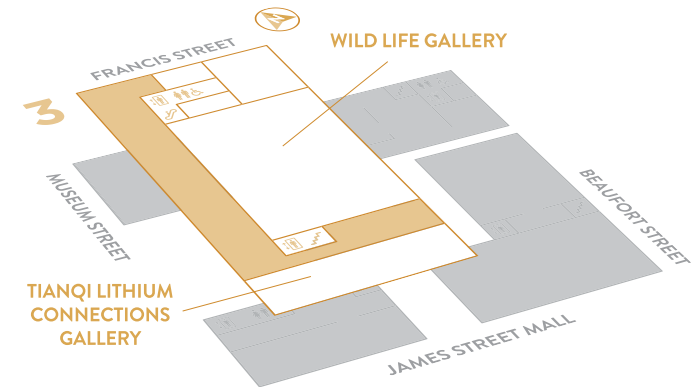 FRANCIS STREET
WILD LIFE GALLERY
3
MUSEUM STREET
BEAUFORT STREET
TIANQI LITHIUM
CONNECTIONS
GALLERY
JAMES STREET MALL